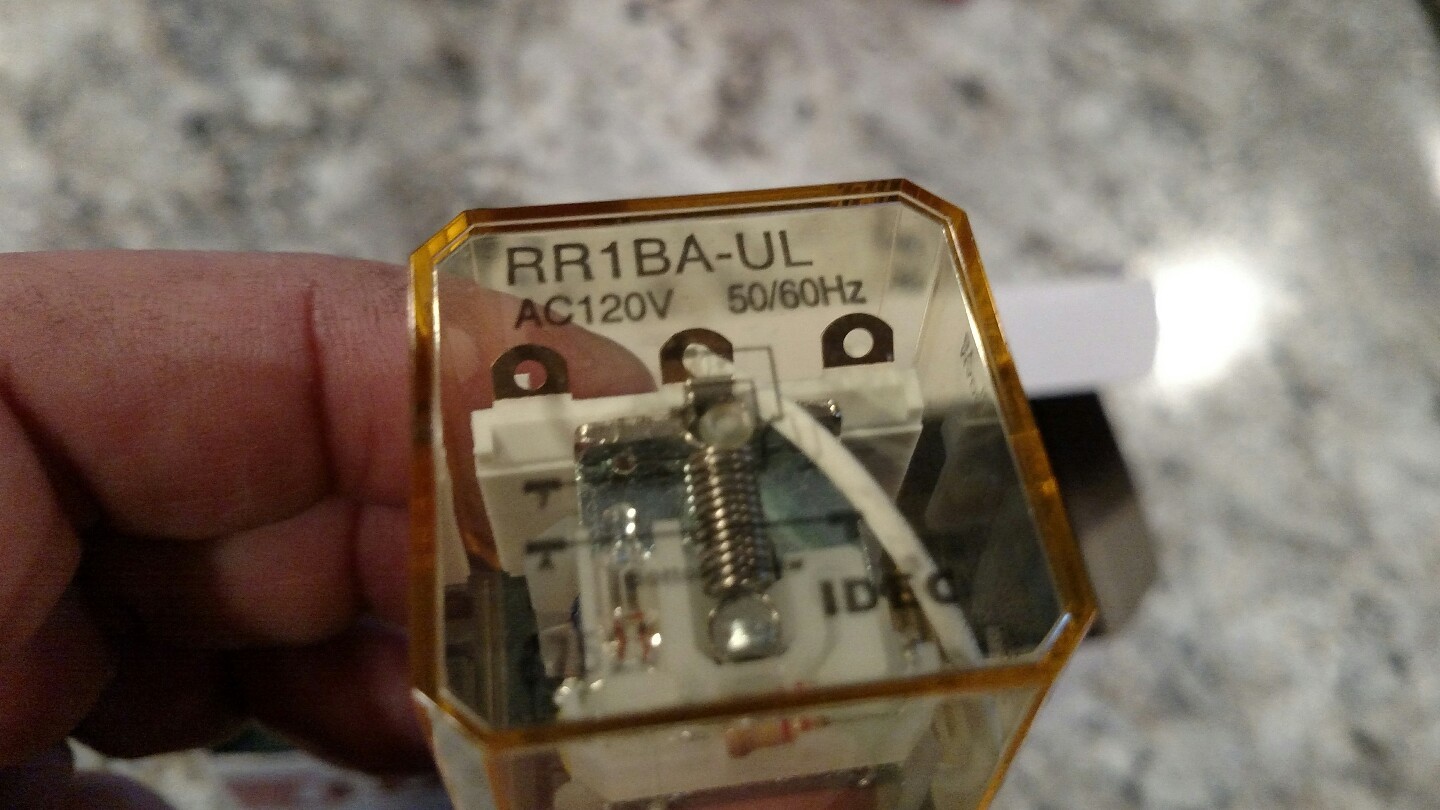 RR1BA-UL
AC120V 50/60Hz
IDEC